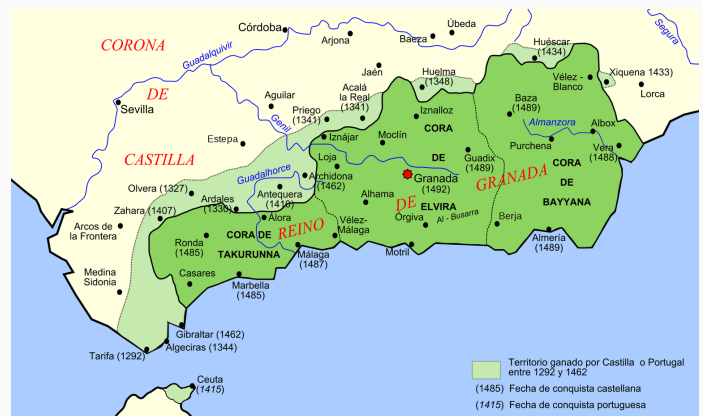 CORONA
DE
CASTILLA
Córdoba
Úbeda
Arjona
Baeza
Guadalquivir
Segura
Huéscar
(1434)
Jaén
Huelma
(1348)
Vélez -
Blanco
Xiquena 1433)
Lorca
Sevilla
Aguilar
Acalá
la Real
(1341)
Priego
(1341)
Genil
Iznalloz
Baza
(1489)
Almanzora
Albox
Estepa
Iznájar
Moclín
CORA
DE
ELVIRA
Purchena
Vera
(1488)
Guadix
(1489)
CORA
DE
BAYYANA
Guadalhorce
Loja
Archidona
(1462)
Granada
(1492)
REINO
DE
GRANADA
Olvera (1327)
Antequera
(1410)
Ardales
(1330)
Alhama
Zahara (1407)
Álora
Vélez-
Málaga
Órgiva
Al - Busarra
Berja
Arcos de
la Frontera
Ronda
(1485)
CORA DE
TAKURUNNA
Málaga
(1487)
Motril
Almería
(1489)
Medina
Sidonia
Casares
Marbella
(1485)
Gibraltar (1462)
Algeciras (1344)
Tarifa (1292)
Ceuta
(1415)
Territorio ganado por Castilla o Portugal
entre 1292 y 1462
(1485) Fecha de conquista castellana
(1415) Fecha de conquista portuguesa